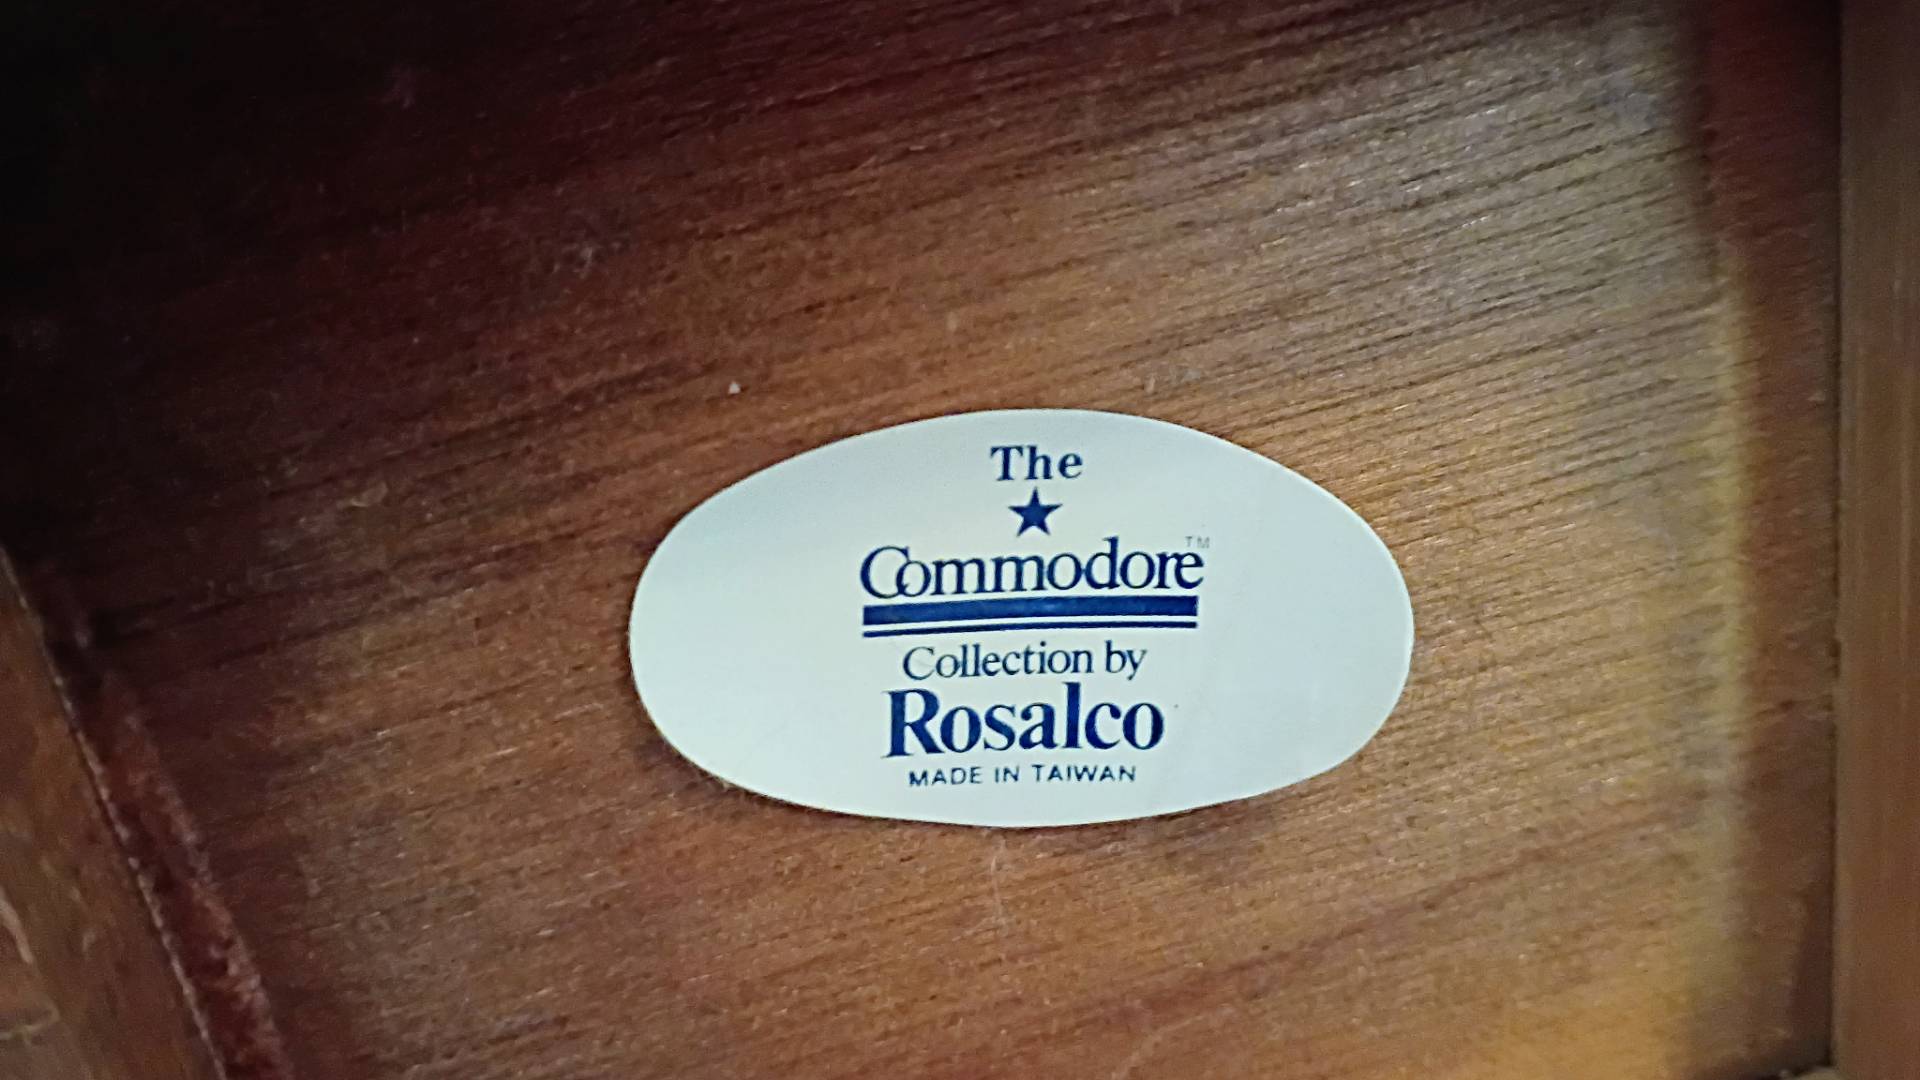 The
Commodore™
Collection by
Rosalco
MADE IN TAIWAN